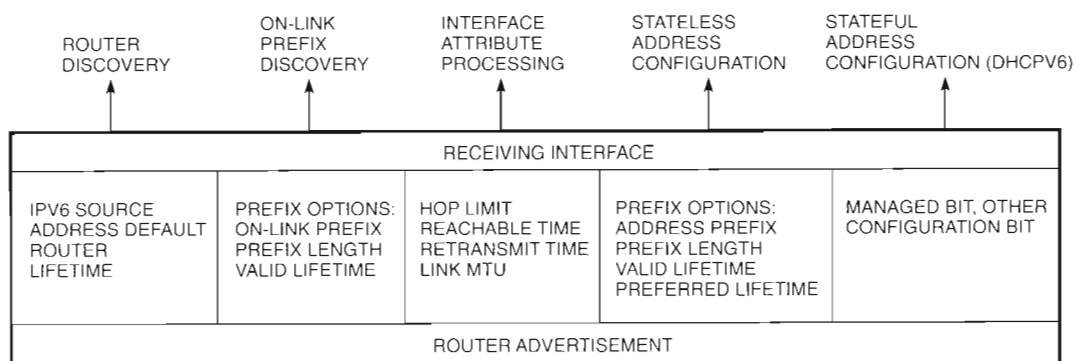 ROUTER
DISCOVERY
ON-LINK
PREFIX
DISCOVERY
INTERFACE
ATTRIBUTE
PROCESSING
STATELESS
ADDRESS
CONFIGURATION
STATEFUL
ADDRESS
CONFIGURATION (DHCPV6)
RECEIVING INTERFACE
IPV6 SOURCE
ADDRESS DEFAULT
ROUTER
LIFETIME
PREFIX OPTIONS:
ON-LINK PREFIX
PREFIX LENGTH
VALID LIFETIME
HOP LIMIT
REACHABLE TIME
RETRANSMIT TIME
LINK MTU
PREFIX OPTIONS:
ADDRESS PREFIX
PREFIX LENGTH
VALID LIFETIME
PREFERRED LIFETIME
MANAGED BIT, OTHER
CONFIGURATION BIT
ROUTER ADVERTISEMENT